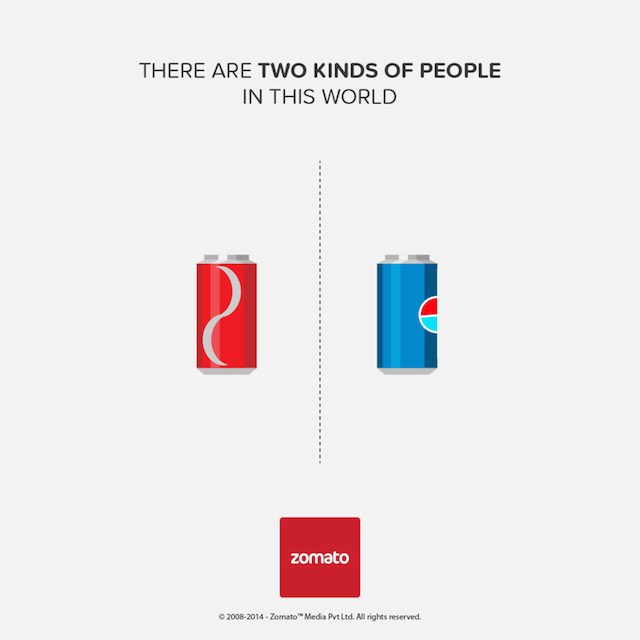 THERE ARE TWO KINDS OF PEOPLE
IN THIS WORLD
zomato
© 2008-2014 - Zomato™ Media Pvt Ltd. All rights reserved.